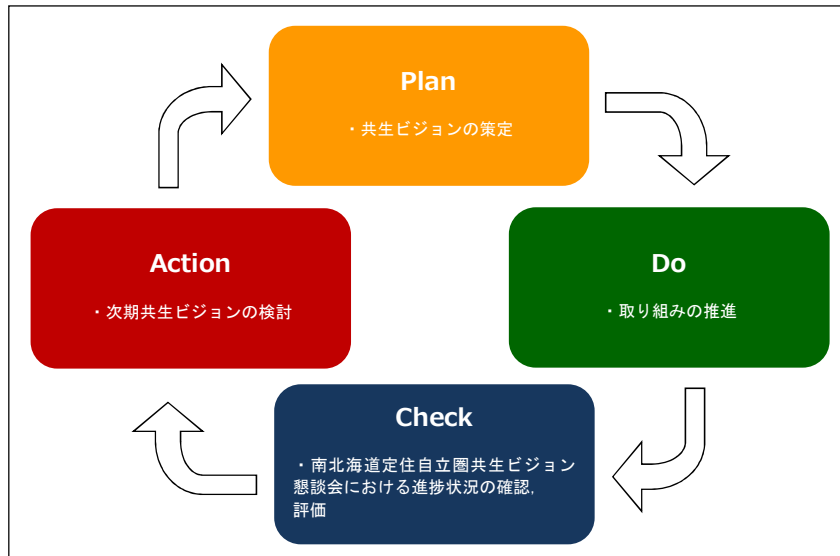 Plan
・共生ビジョンの策定
Do
・取り組みの推進
Check
・南北海道定住自立圏共生ビジョン
懇談会における進捗状況の確認,
評価
Action
・次期共生ビジョンの検討